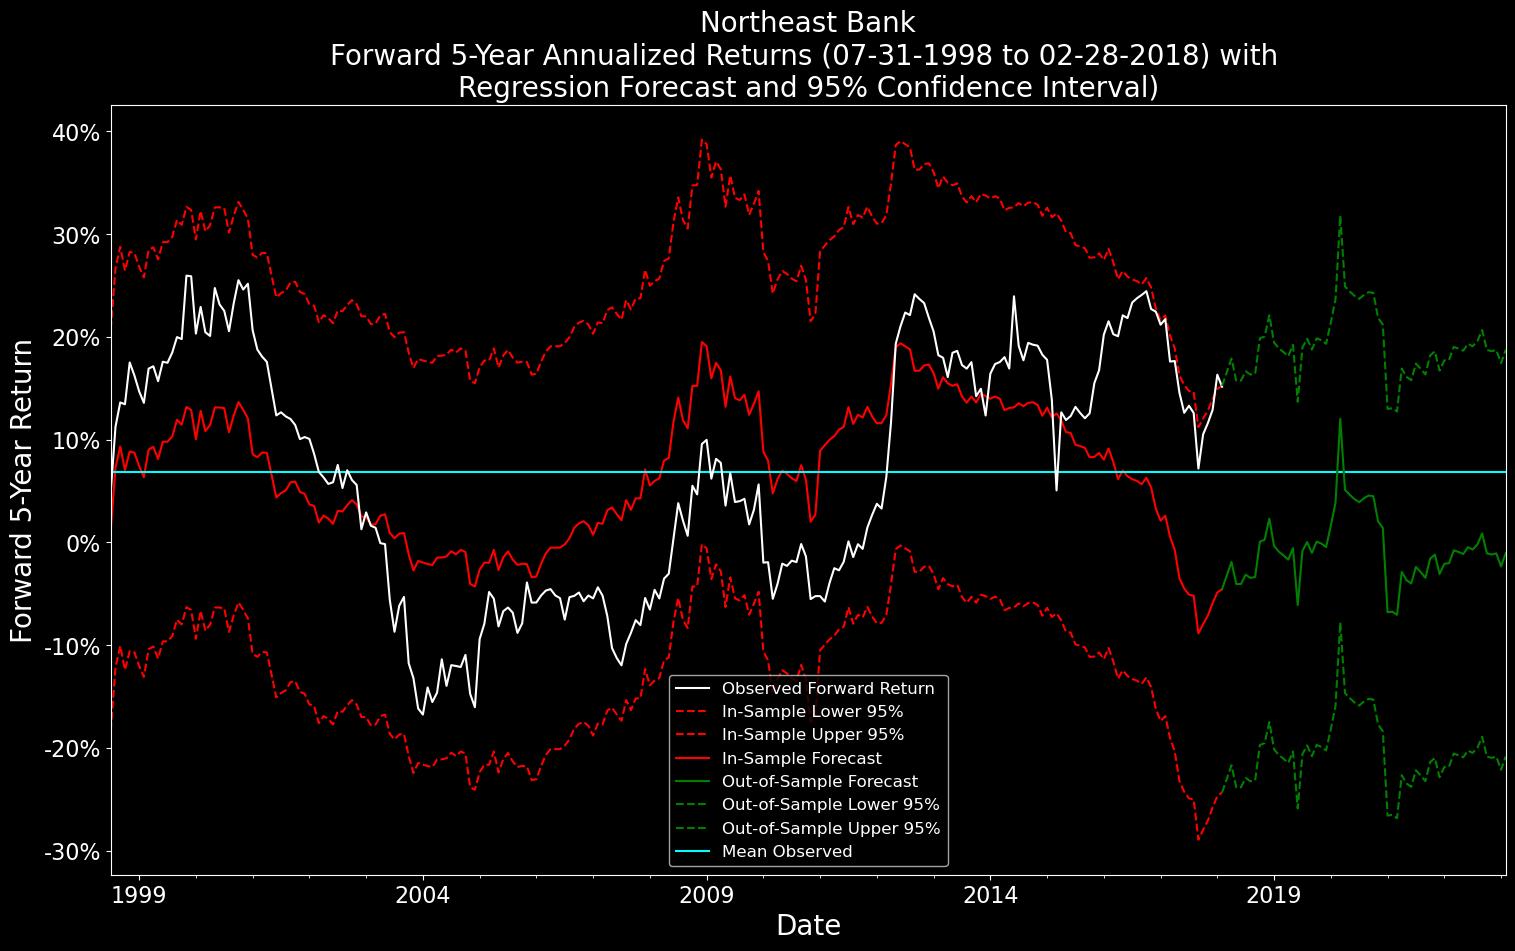 Northeast Bank
Forward 5-Year Annualized Returns (07-31-1998 to 02-28-2018) with
Regression Forecast and 95% Confidence Interval)
Forward 5-Year Return
40%
30%
20%
10%
0%
-10%
-20%
-30%
Observed Forward Return
In-Sample Lower 95%
In-Sample Upper 95%
In-Sample Forecast
Out-of-Sample Forecast
Out-of-Sample Lower 95%
Out-of-Sample Upper 95%
Mean Observed
1999 2004 2009 2014 2019
Date